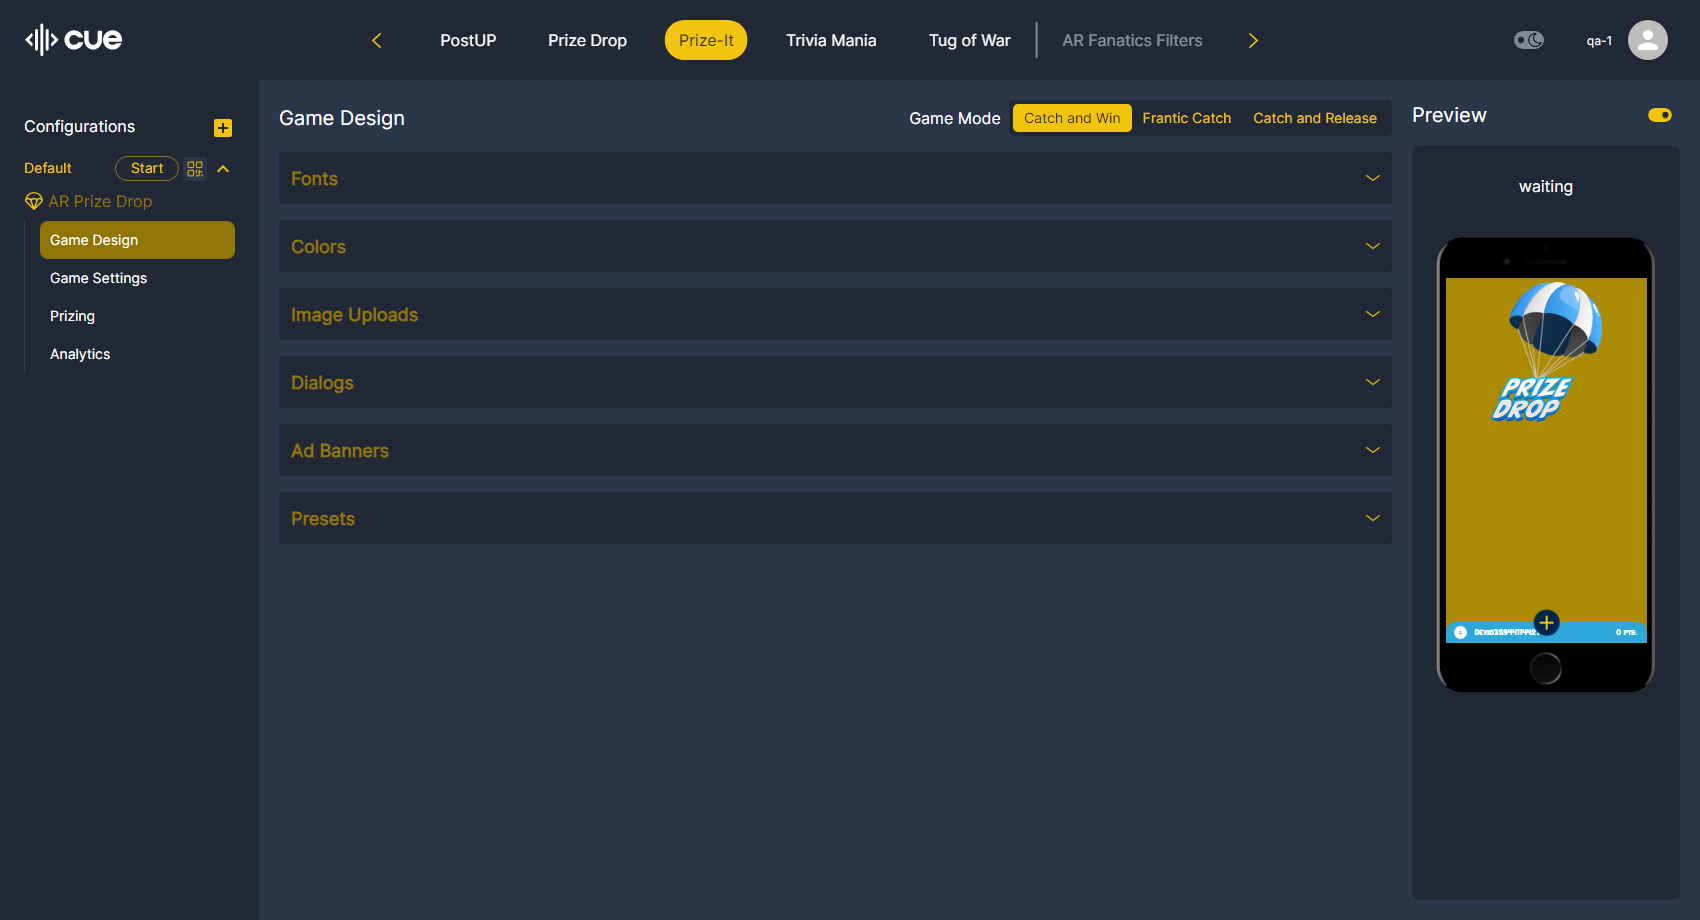 cue
PostUP
Prize Drop
Prize-It
Trivia Mania
Tug of War
AR Fanatics Filters
qa-1
Configurations
Default
Start
AR Prize Drop
Game Design
Game Settings
Prizing
Analytics
Game Design
Game Mode
Catch and Win
Frantic Catch
Catch and Release
Fonts
Colors
Image Uploads
Dialogs
Ad Banners
Presets
Preview
waiting
PRIZE
DROP
0 PTS.